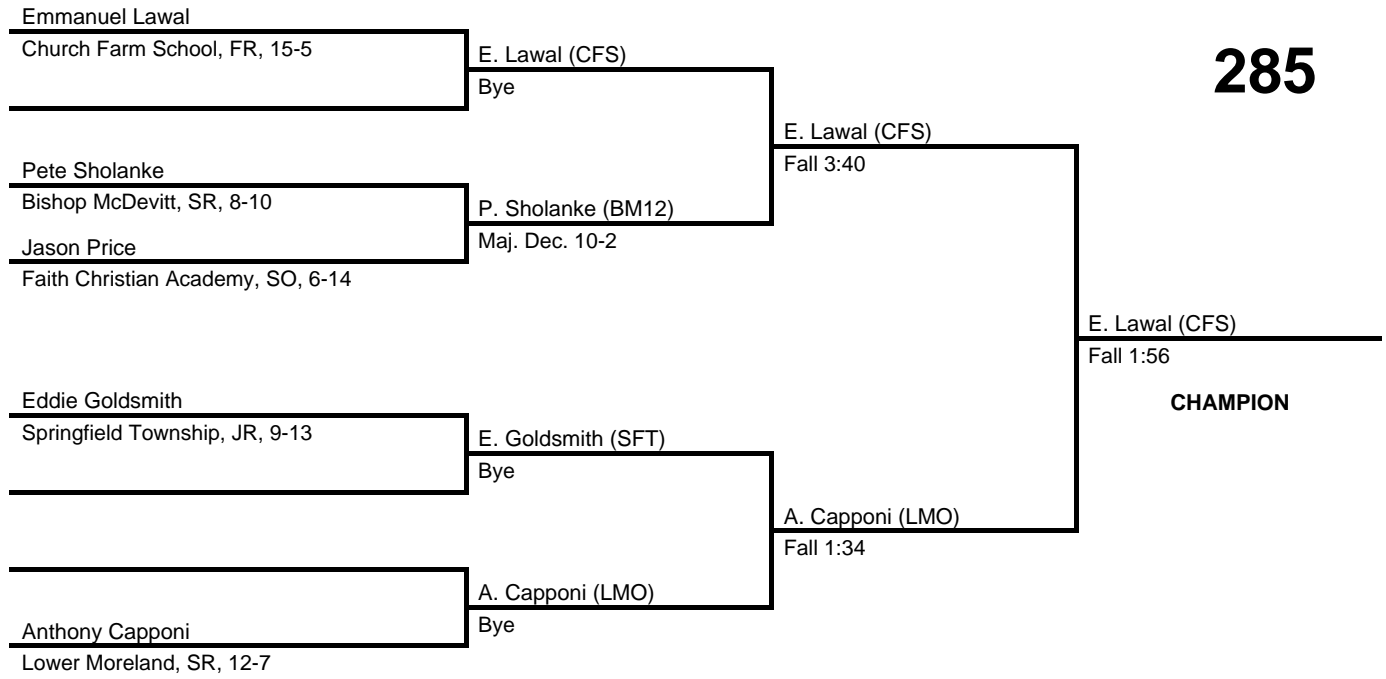 Emmanuel Lawal
Church Farm School, FR, 15-5
E. Lawal (CFS)
Bye
285
E. Lawal (CFS)
Fall 3:40
Pete Sholanke
Bishop McDevitt, SR, 8-10
P. Sholanke (BM12)
Maj. Dec. 10-2
Jason Price
Faith Christian Academy, SO, 6-14
E. Lawal (CFS)
Fall 1:56
CHAMPION
Eddie Goldsmith
Springfield Township, JR, 9-13
E. Goldsmith (SFT)
Bye
A. Capponi (LMO)
Fall 1:34
A. Capponi (LMO)
Bye
Anthony Capponi
Lower Moreland, SR, 12-7